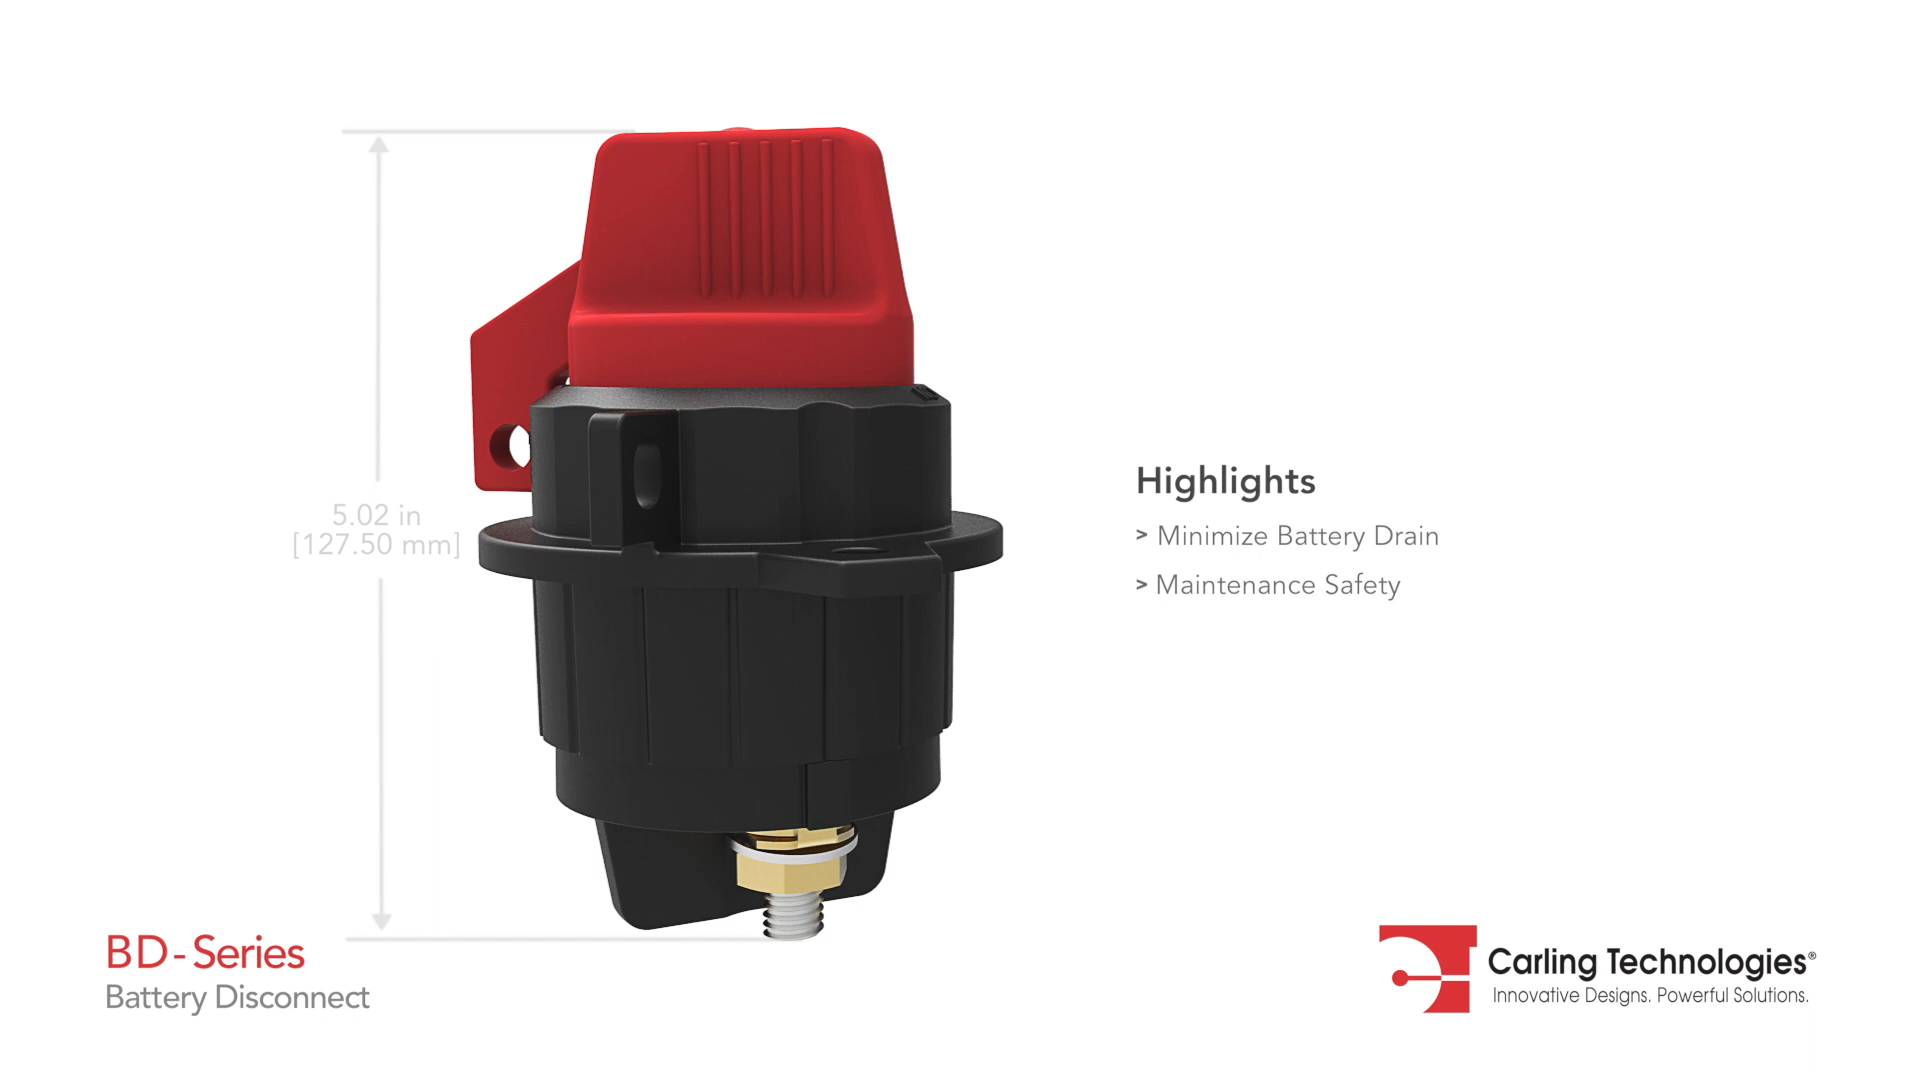 5.02 in
[127.50 mm]
Highlights
> Minimize Battery Drain
> Maintenance Safety
BD-Series
Battery Disconnect
Carling Technologies®
Innovative Designs. Powerful Solutions.